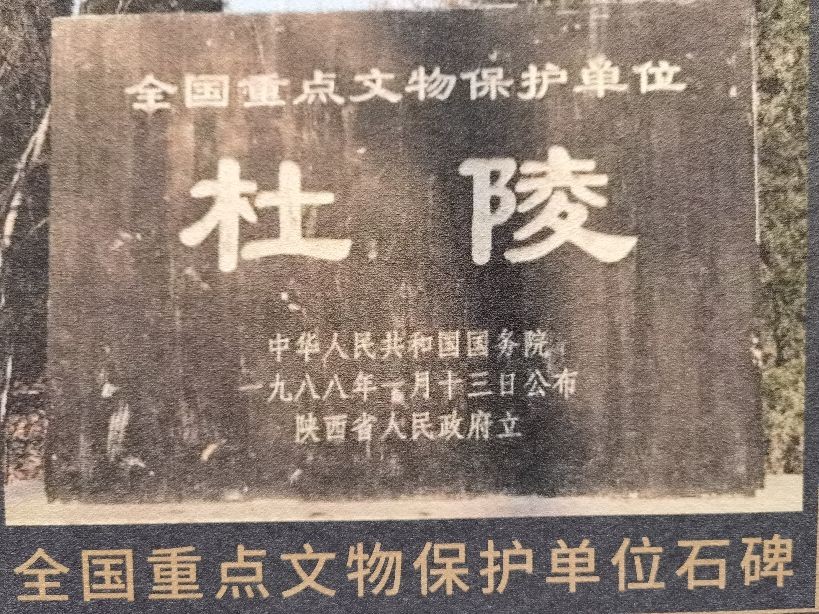 全国重点文物保护单位
杜陵
中华人民共和国国务院
一九八八年一月十三日公布
陕西省人民政府立
全国重点文物保护单位石碑